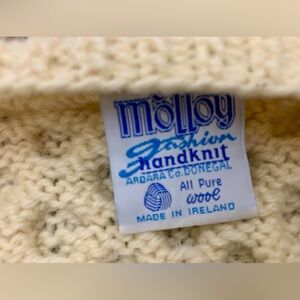 molloy
fashion
handknit
ARDARA Co. DONEGAL
All Pure
wool
MADE IN IRELAND